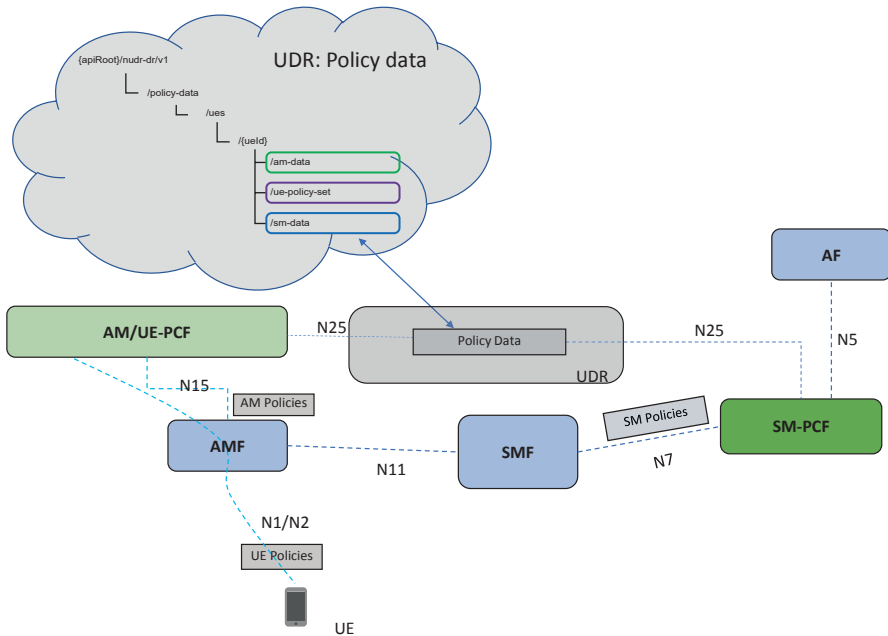 UDR: Policy data
{apiRoot}/nudr-dr/v1
/policy-data
/ues
/{ueId}
/am-data
/ue-policy-set
/sm-data
AF
AM/UE-PCF
N25
Policy Data
N25
N5
UDR
N15
AM Policies
SM Policies
SM-PCF
AMF
SMF
N11
N7
N1/N2
UE Policies
UE